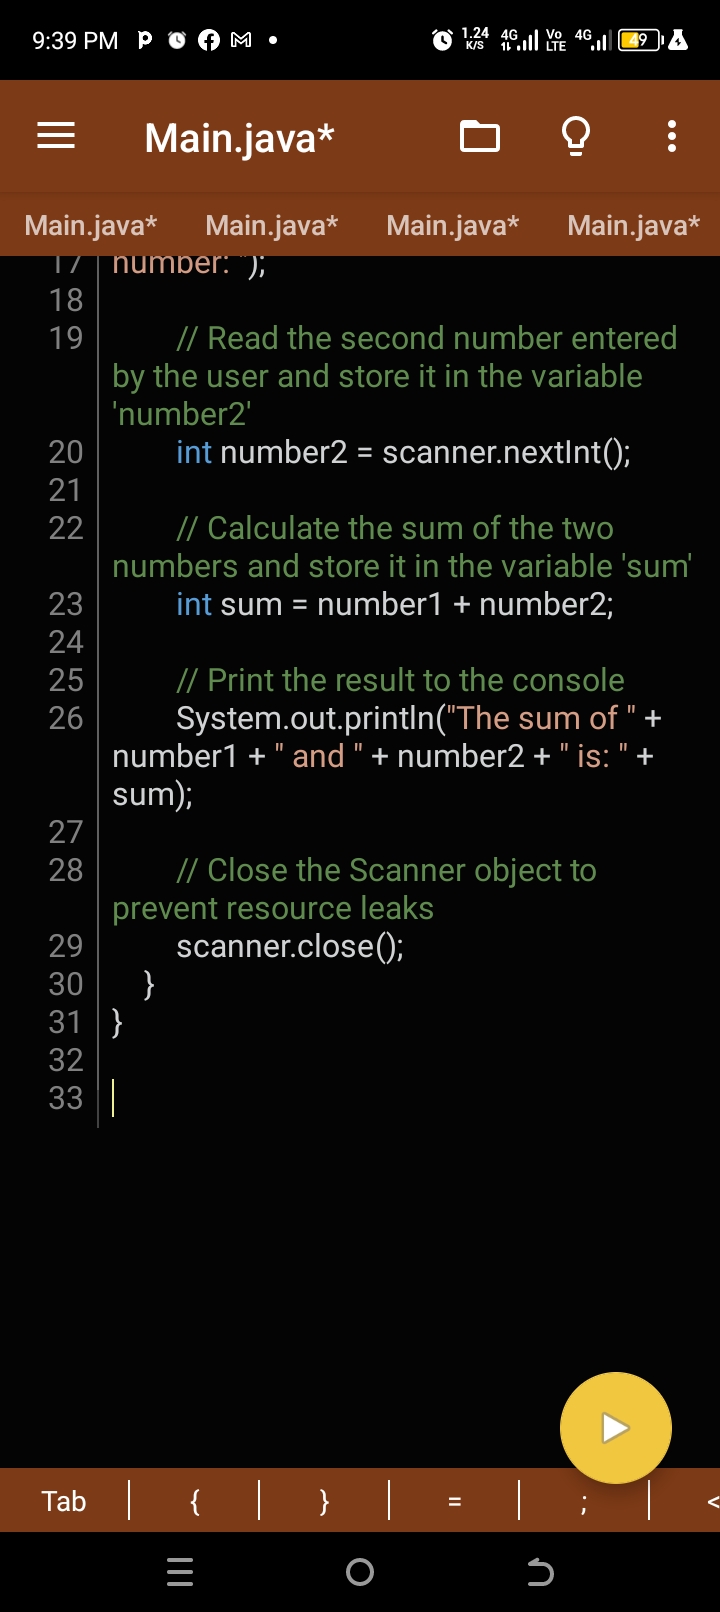 9:39 PM
1.24 K/S 4G Vo LTE 4G 49
Main.java*
Main.java* Main.java* Main.java* Main.java*
17 number: ");
18
19 // Read the second number entered
by the user and store it in the variable
'number2'
20 int number2 = scanner.nextInt();
21
22 // Calculate the sum of the two
numbers and store it in the variable 'sum'
23 int sum = number1 + number2;
24
25 // Print the result to the console
26 System.out.println("The sum of " +
number1 + " and " + number2 + " is: " +
sum);
27
28 // Close the Scanner object to
prevent resource leaks
29 scanner.close();
30 }
31 }
32
33
Tab { } = ; <